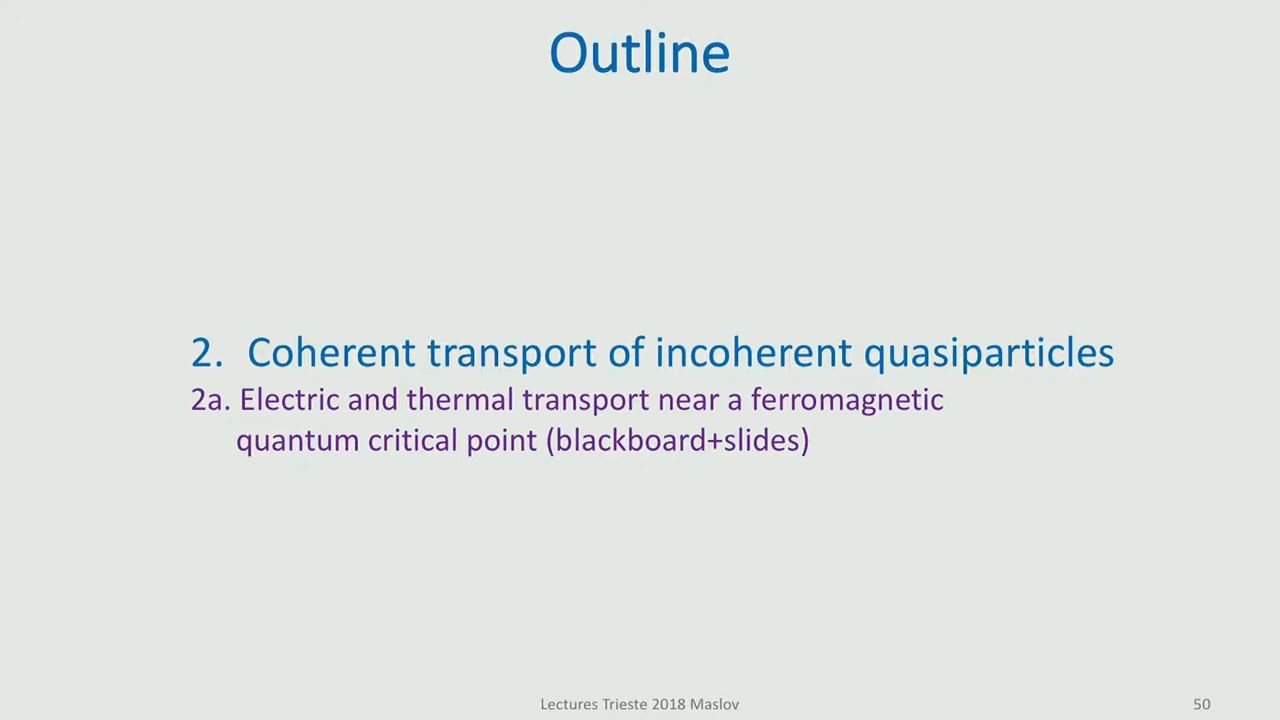 Outline
2. Coherent transport of incoherent quasiparticles
2a. Electric and thermal transport near a ferromagnetic
quantum critical point (blackboard+slides)
Lectures Trieste 2018 Maslov
50